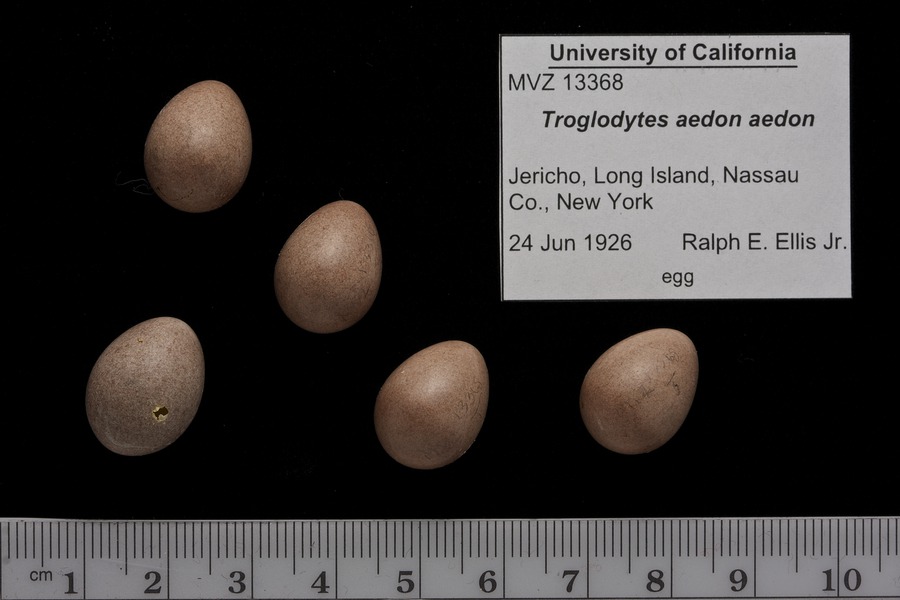 University of California
MVZ 13368
Troglodytes aedon aedon
Jericho, Long Island, Nassau
Co., New York
24 Jun 1926 Ralph E. Ellis Jr.
egg
cm 1 2 3 4 5 6 7 8 9 10